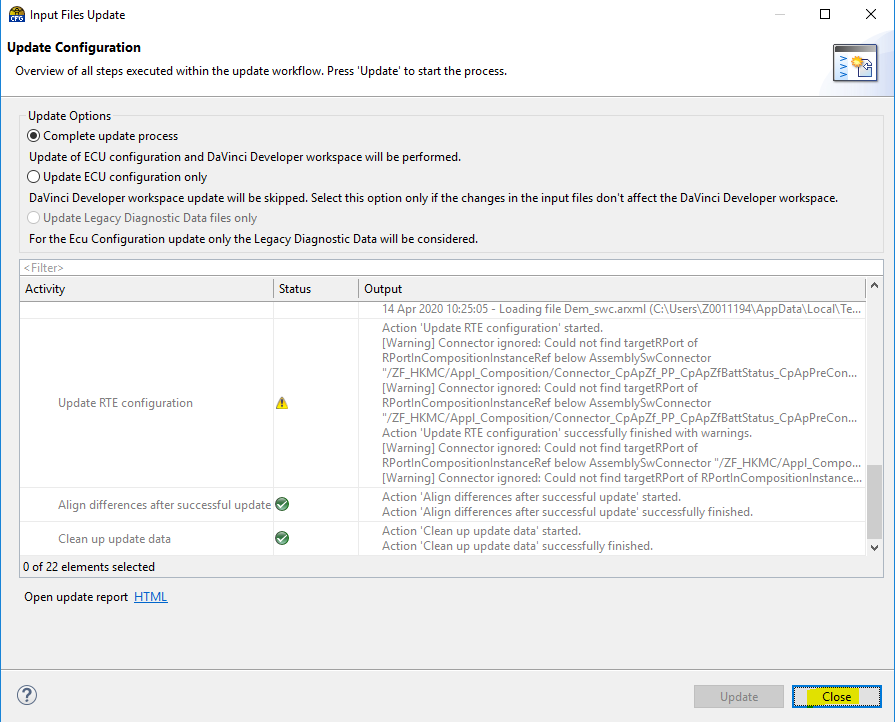 CFG
Input Files Update
Update Configuration
Overview of all steps executed within the update workflow. Press 'Update' to start the process.
Update Options
Complete update process
Update of ECU configuration and DaVinci Developer workspace will be performed.
Update ECU configuration only
DaVinci Developer workspace update will be skipped. Select this option only if the changes in the input files don't affect the DaVinci Developer workspace.
Update Legacy Diagnostic Data files only
For the Ecu Configuration update only the Legacy Diagnostic Data will be considered.
<Filter>
Activity Status Output
14 Apr 2020 10:25:05 - Loading file Dem_swc.arxml (C:\Users\Z0011194\AppData\Local\Te...
Action 'Update RTE configuration' started.
[Warning] Connector ignored: Could not find targetRPort of
RPortInCompositionInstanceRef below AssemblySwConnector
"/ZF_HKMC/Appl_Composition/Connector_CpApZf_PP_CpApZfBattStatus_CpApPreCon...
[Warning] Connector ignored: Could not find targetRPort of
Update RTE configuration RPortInCompositionInstanceRef below AssemblySwConnector
"/ZF_HKMC/Appl_Composition/Connector_CpApZf_PP_CpApZfBattStatus_CpApPreCon...
Action 'Update RTE configuration' successfully finished with warnings.
[Warning] Connector ignored: Could not find targetRPort of
RPortInCompositionInstanceRef below AssemblySwConnector "/ZF_HKMC/Appl_Compo...
[Warning] Connector ignored: Could not find targetRPort of RPortInCompositionInstance...
Align differences after successful update Action 'Align differences after successful update' started.
Action 'Align differences after successful update' successfully finished.
Clean up update data Action 'Clean up update data' started.
Action 'Clean up update data' successfully finished.
0 of 22 elements selected
Open update report HTML
? Update Close